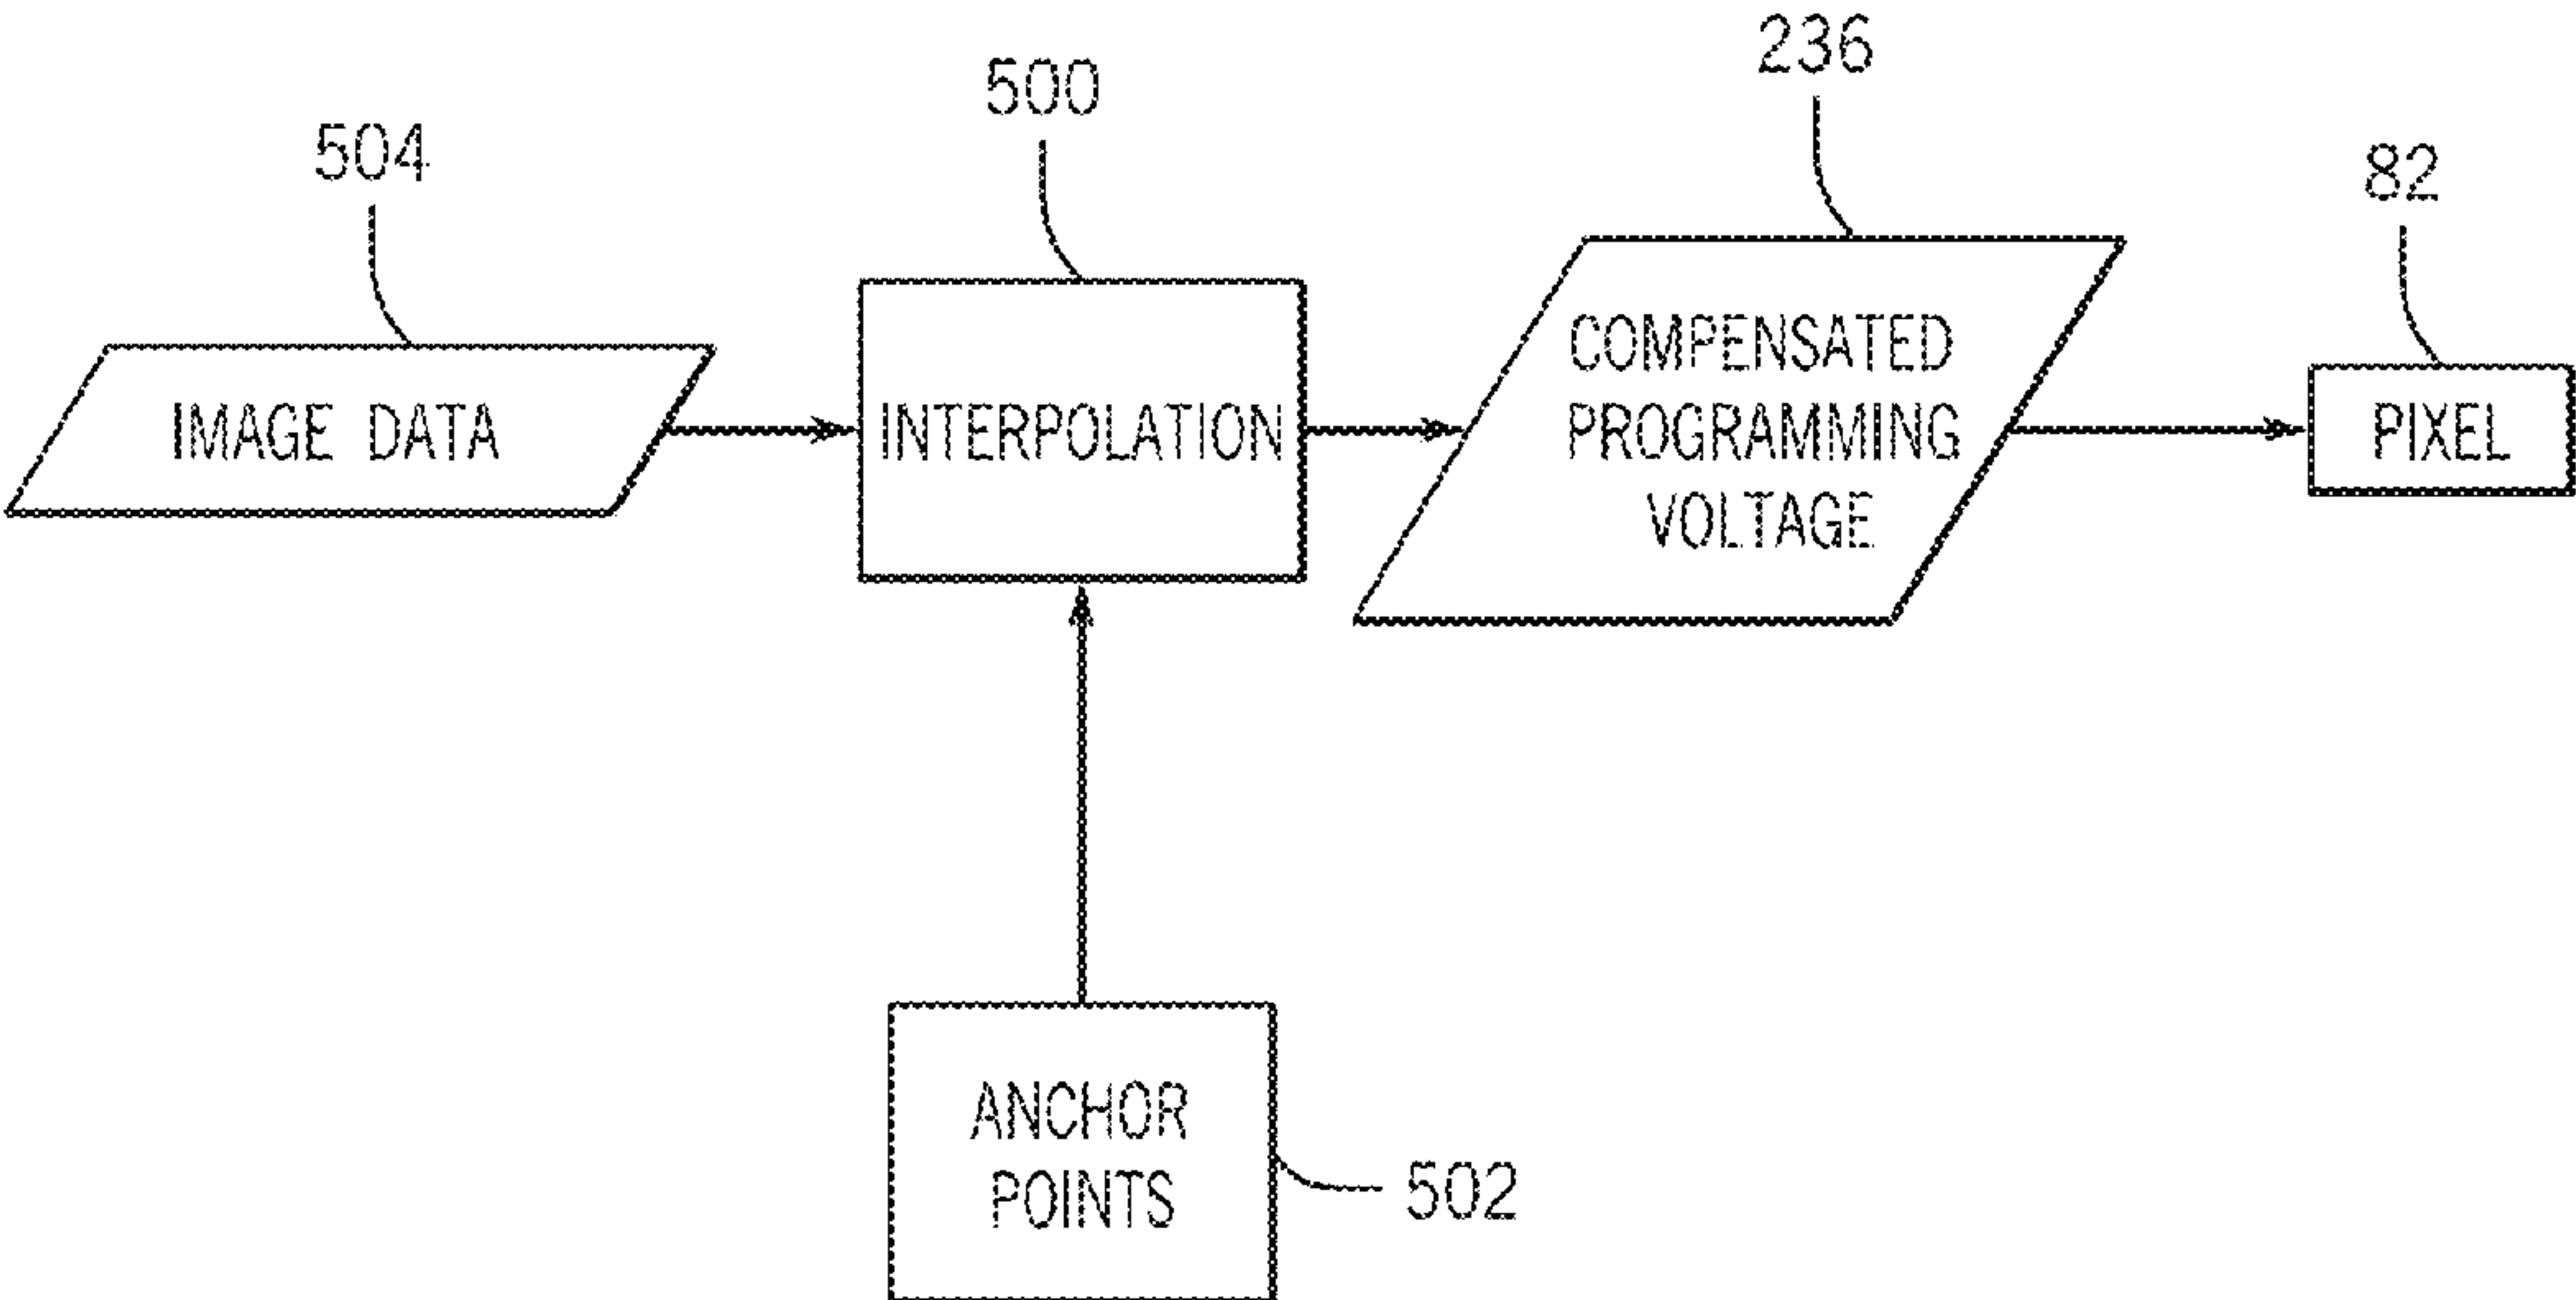 504
500
236
82
IMAGE DATA
INTERPOLATION
COMPENSATED
PROGRAMMING
VOLTAGE
PIXEL
ANCHOR
POINTS
502